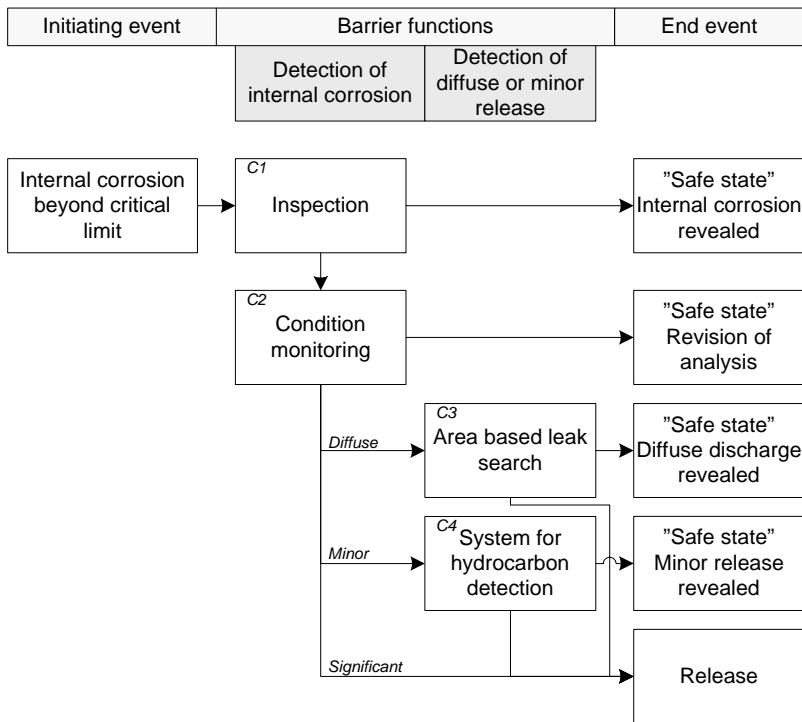 Initiating event
Barrier functions
End event
Detection of
internal corrosion
Detection of
diffuse or minor
release
Internal corrosion
beyond critical
limit
C1
Inspection
"Safe state"
Internal corrosion
revealed
C2
Condition
monitoring
"Safe state"
Revision of
analysis
Diffuse
C3
Area based leak
search
"Safe state"
Diffuse discharge
revealed
Minor
C4
System for
hydrocarbon
detection
"Safe state"
Minor release
revealed
Significant
Release